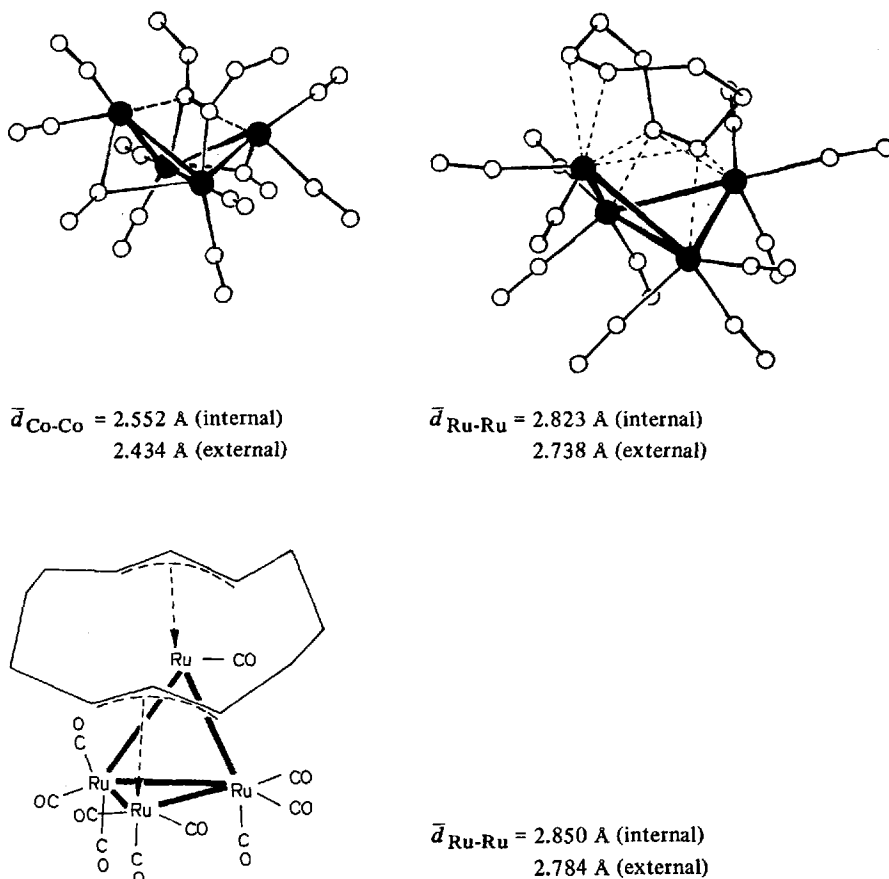 d̅ Co-Co = 2.552 Å (internal)
2.434 Å (external)
d̅ Ru-Ru = 2.823 Å (internal)
2.738 Å (external)
Ru — CO
O
C
OC
Ru
OC
Ru
CO
Ru
CO
CO
C
O
C
O
C
O
d̅ Ru-Ru = 2.850 Å (internal)
2.784 Å (external)